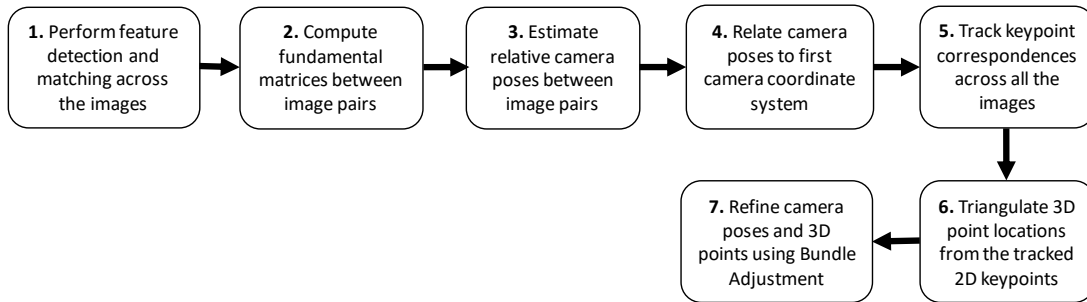 1. Perform feature
detection and
matching across
the images
2. Compute
fundamental
matrices between
image pairs
3. Estimate
relative camera
poses between
image pairs
4. Relate camera
poses to first
camera coordinate
system
5. Track keypoint
correspondences
across all the
images
6. Triangulate 3D
point locations
from the tracked
2D keypoints
7. Refine camera
poses and 3D
points using Bundle
Adjustment